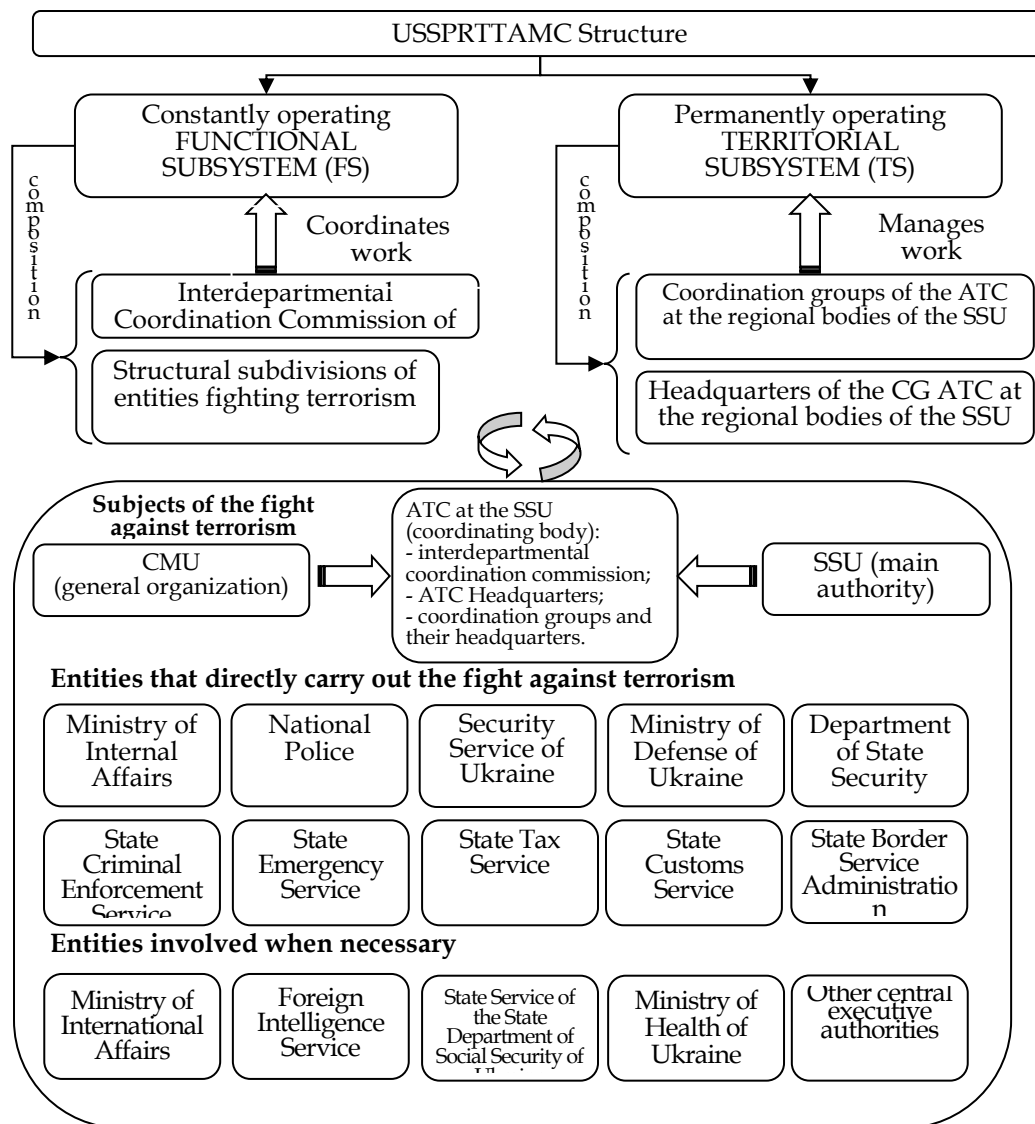 USSPRTTAMC Structure
Constantly operating
FUNCTIONAL
SUBSYSTEM (FS)
Permanently operating
TERRITORIAL
SUBSYSTEM (TS)
composition
Coordinates
work
composition
Manages
work
Interdepartmental
Coordination Commission of
Structural subdivisions of
entities fighting terrorism
Coordination groups of the ATC
at the regional bodies of the SSU
Headquarters of the CG ATC at
the regional bodies of the SSU
Subjects of the fight
against terrorism
CMU
(general organization)
ATC at the SSU
(coordinating body):
- interdepartmental
coordination commission;
- ATC Headquarters;
- coordination groups and
their headquarters.
SSU (main
authority)
Entities that directly carry out the fight against terrorism
Ministry of
Internal
Affairs
National
Police
Security
Service of
Ukraine
Ministry of
Defense of
Ukraine
Department
of State
Security
State
Criminal
Enforcement
Service
State
Emergency
Service
State Tax
Service
State
Customs
Service
State Border
Service
Administratio
n
Entities involved when necessary
Ministry of
International
Affairs
Foreign
Intelligence
Service
State Service of
the State
Department of
Social Security of
Ministry of
Health of
Ukraine
Other central
executive
authorities